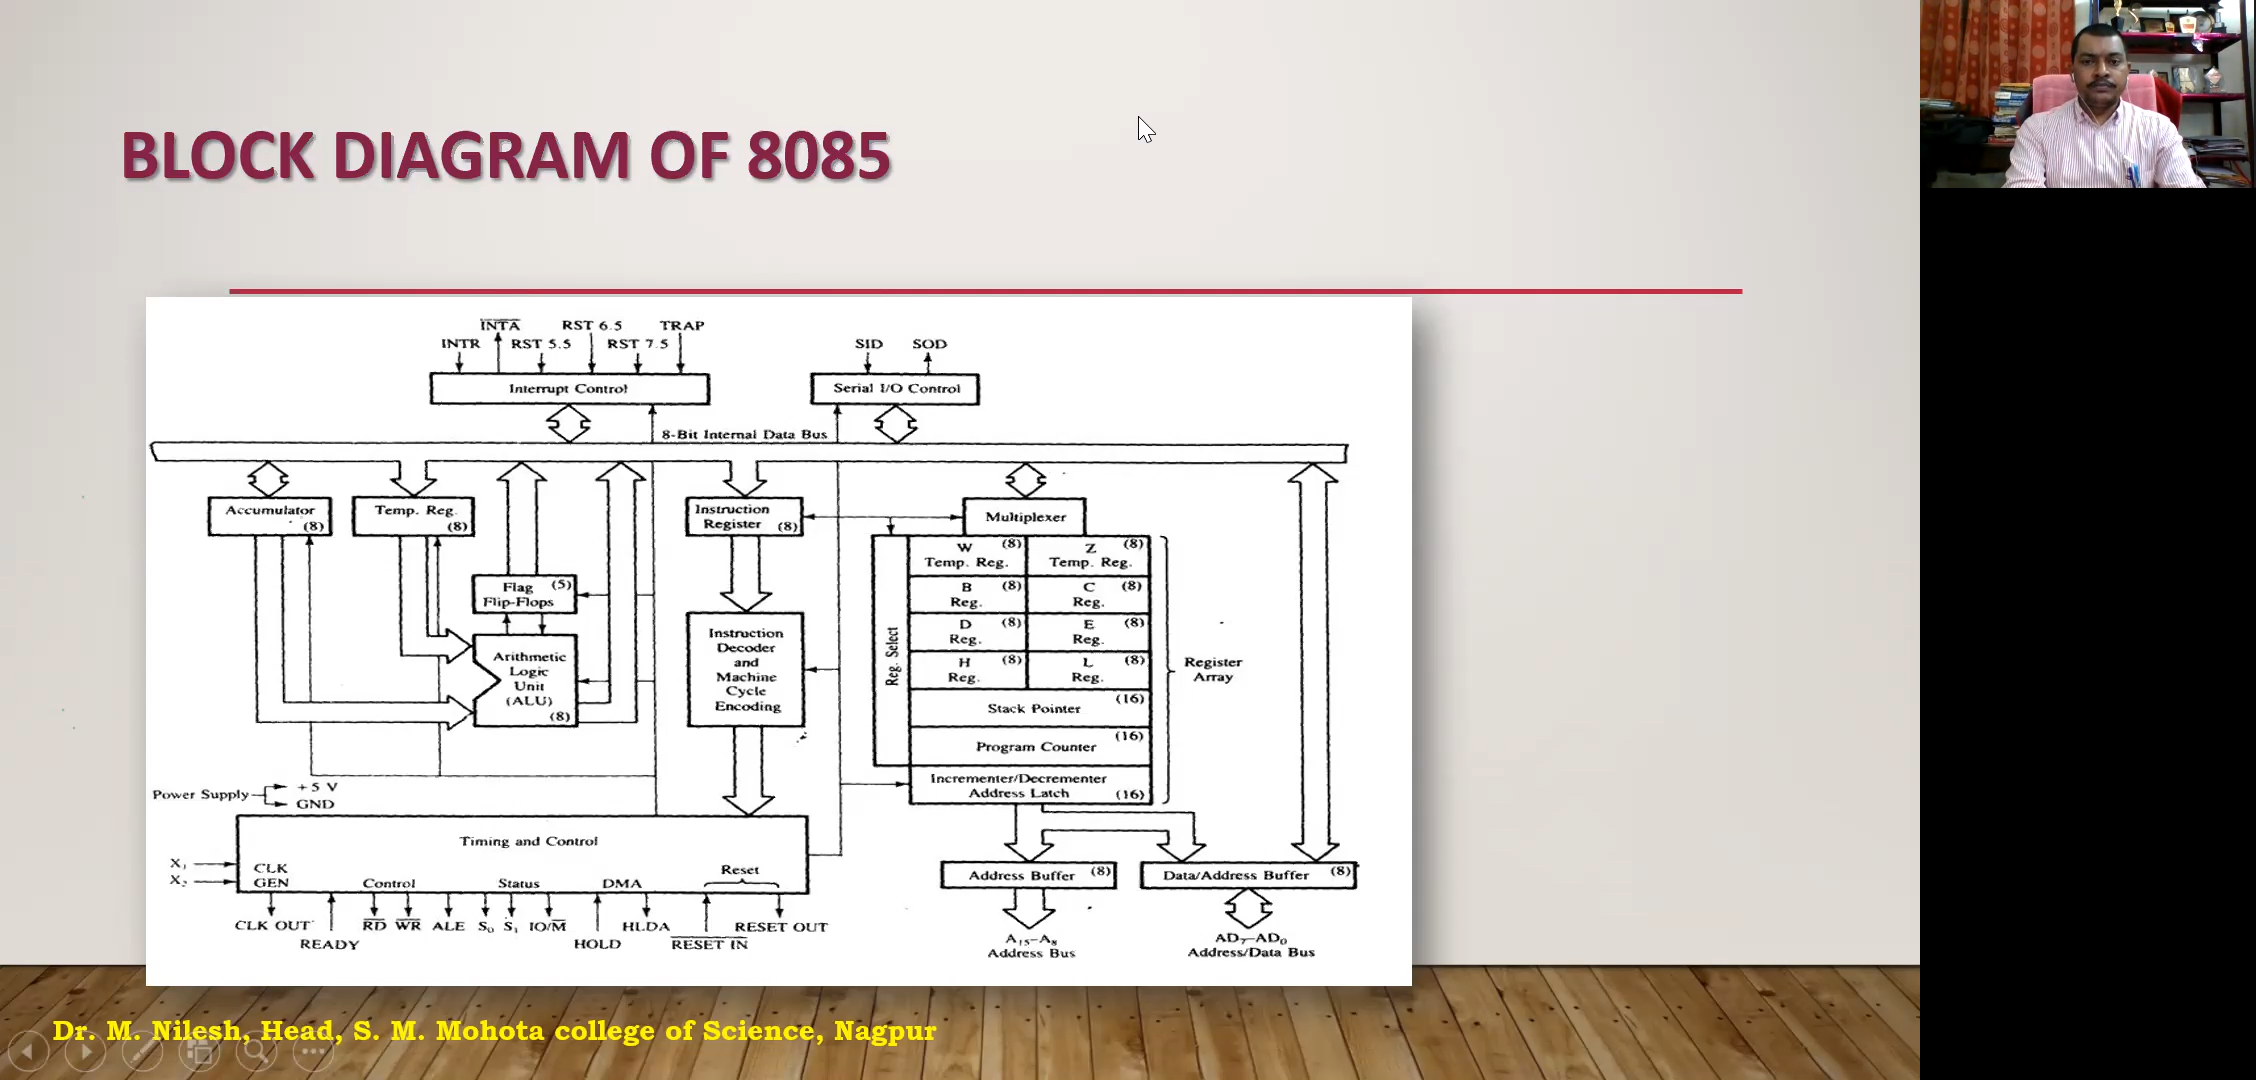 BLOCK DIAGRAM OF 8085
INTA RST 6.5 TRAP
INTR RST 5.5 RST 7.5
SID SOD
Interrupt Control
Serial I/O Control
8-Bit Internal Data Bus
Accumulator (8)
Temp. Reg. (8)
Instruction Register (8)
Multiplexer
Flag (5)
Flip-Flops
Arithmetic
Logic
Unit
(ALU)
(8)
Instruction
Decoder
and
Machine
Cycle
Encoding
Reg. Select
W (8)
Temp. Reg.
Z (8)
Temp. Reg.
B (8)
Reg.
C (8)
Reg.
D (8)
Reg.
E (8)
Reg.
H (8)
Reg.
L (8)
Reg.
Stack Pointer (16)
Program Counter (16)
Incrementer/Decrementer
Address Latch (16)
Register
Array
Power Supply
+5 V
GND
Timing and Control
X₁
X₂
CLK
GEN
Control
Status
DMA
Reset
CLK OUT
READY
RD WR ALE S₀ S₁ IO/M
HOLD
HLDA
RESET IN
RESET OUT
Address Buffer (8)
Data/Address Buffer (8)
A₁₅–A₈
Address Bus
AD₇–AD₀
Address/Data Bus
Dr. M. Nilesh, Head, S. M. Mohota college of Science, Nagpur